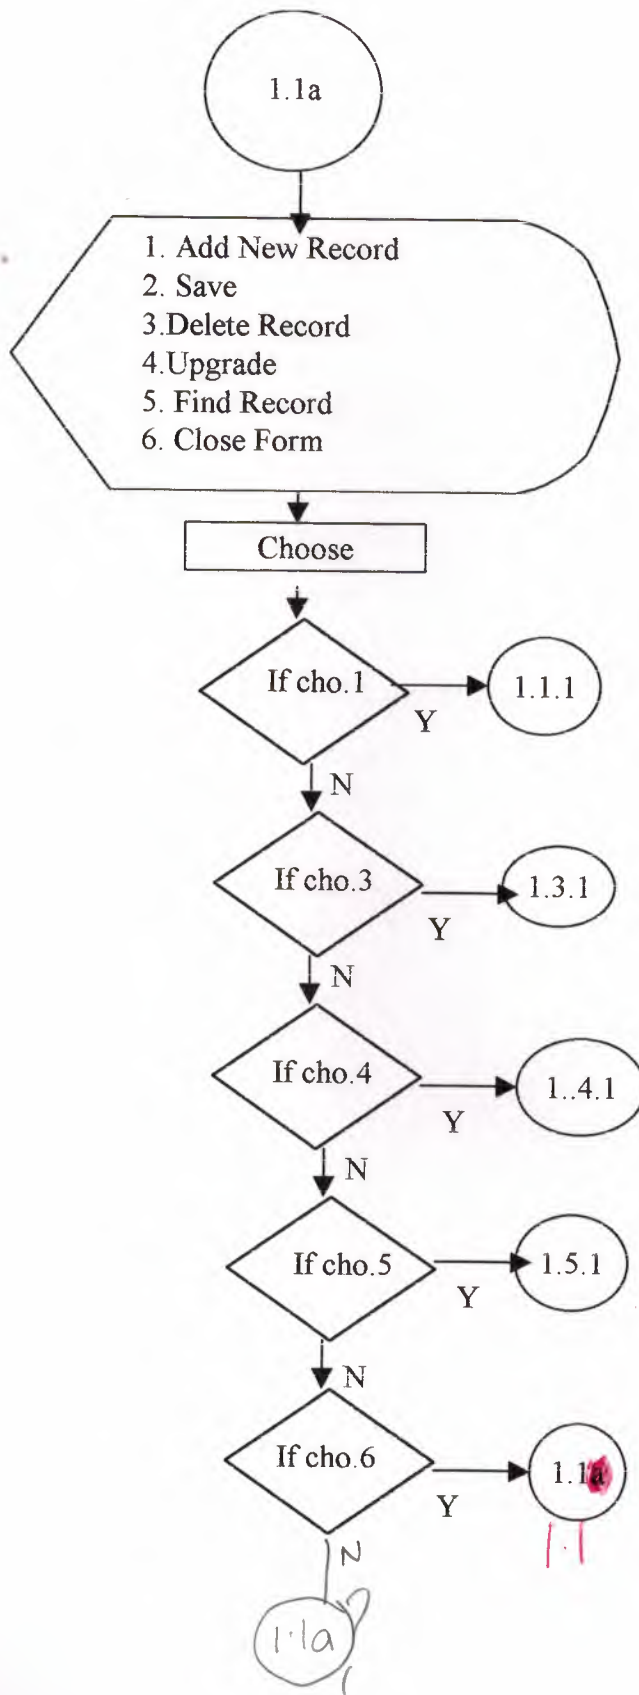 1.1a
1. Add New Record
2. Save
3.Delete Record
4.Upgrade
5. Find Record
6. Close Form
Choose
If cho.1
Y
1.1.1
N
If cho.3
Y
1.3.1
N
If cho.4
Y
1..4.1
N
If cho.5
Y
1.5.1
N
If cho.6
Y
1.1a
1.1
N
1.1a